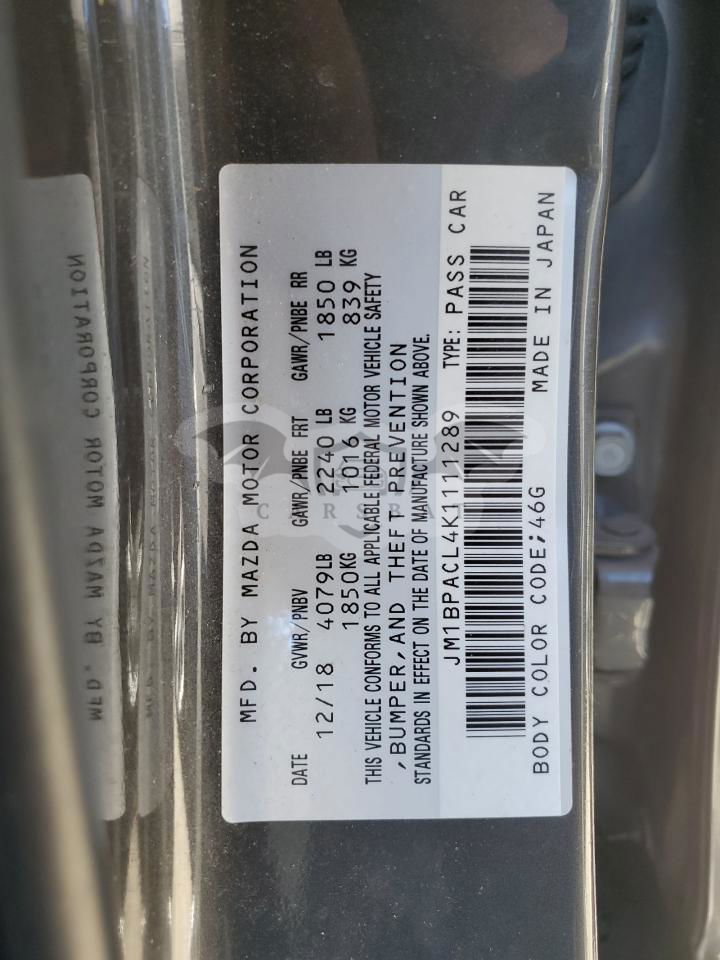 MFD. BY MAZDA MOTOR CORPORATION
DATE GVWR/PNBV GAWR/PNBE FRT GAWR/PNBE RR
12/18 4079LB 2240 LB 1850 LB
1850KG 1016 KG 839 KG
THIS VEHICLE CONFORMS TO ALL APPLICABLE FEDERAL MOTOR VEHICLE SAFETY
,BUMPER,AND THEFT PREVENTION
STANDARDS IN EFFECT ON THE DATE OF MANUFACTURE SHOWN ABOVE.
JM1BPACL4K1111289 TYPE: PASS CAR
BODY COLOR CODE;46G MADE IN JAPAN
CARSBAT